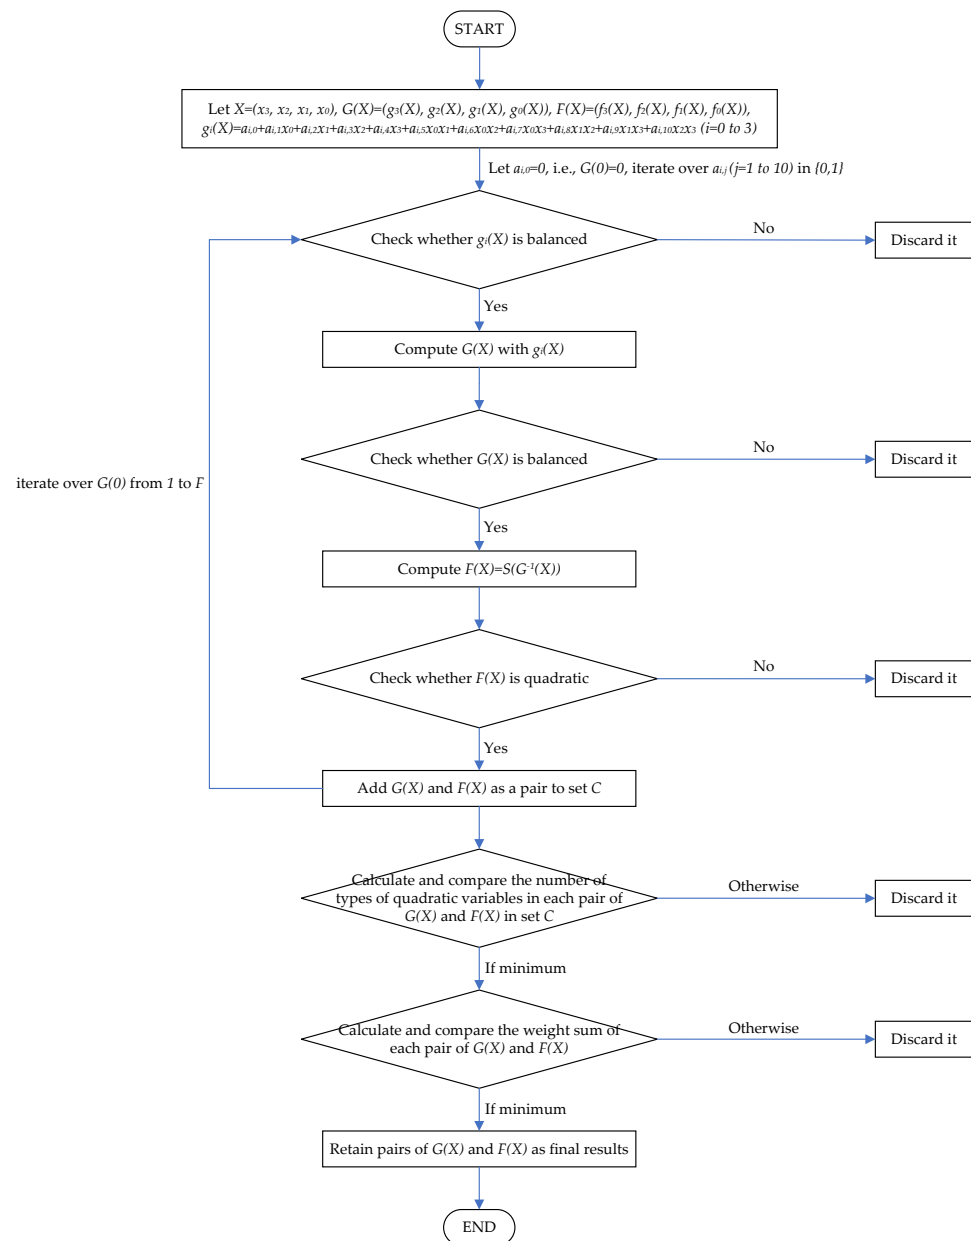 START
Let X=(x₃, x₂, x₁, x₀), G(X)=(g₃(X), g₂(X), g₁(X), g₀(X)), F(X)=(f₃(X), f₂(X), f₁(X), f₀(X)),
gᵢ(X)=aᵢ,₀+aᵢ,₁x₀+aᵢ,₂x₁+aᵢ,₃x₂+aᵢ,₄x₃+aᵢ,₅x₀x₁+aᵢ,₆x₀x₂+aᵢ,₇x₀x₃+aᵢ,₈x₁x₂+aᵢ,₉x₁x₃+aᵢ,₁₀x₂x₃ (i=0 to 3)
Let aᵢ,₀=0, i.e., G(0)=0, iterate over aᵢ,ⱼ (j=1 to 10) in {0,1}
Check whether gᵢ(X) is balanced
No
Discard it
Yes
Compute G(X) with gᵢ(X)
Check whether G(X) is balanced
No
Discard it
iterate over G(0) from 1 to F
Yes
Compute F(X)=S(G⁻¹(X))
Check whether F(X) is quadratic
No
Discard it
Yes
Add G(X) and F(X) as a pair to set C
Calculate and compare the number of
types of quadratic variables in each pair of
G(X) and F(X) in set C
Otherwise
Discard it
If minimum
Calculate and compare the weight sum of
each pair of G(X) and F(X)
Otherwise
Discard it
If minimum
Retain pairs of G(X) and F(X) as final results
END